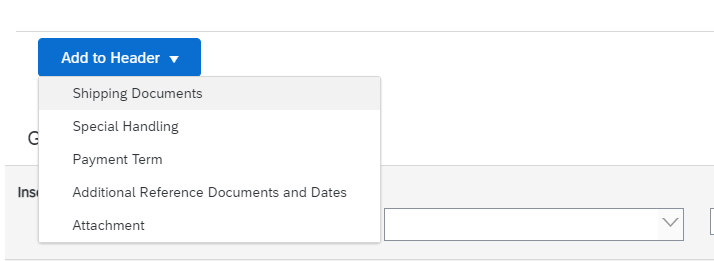 Add to Header
Shipping Documents
Special Handling
Payment Term
Additional Reference Documents and Dates
Attachment